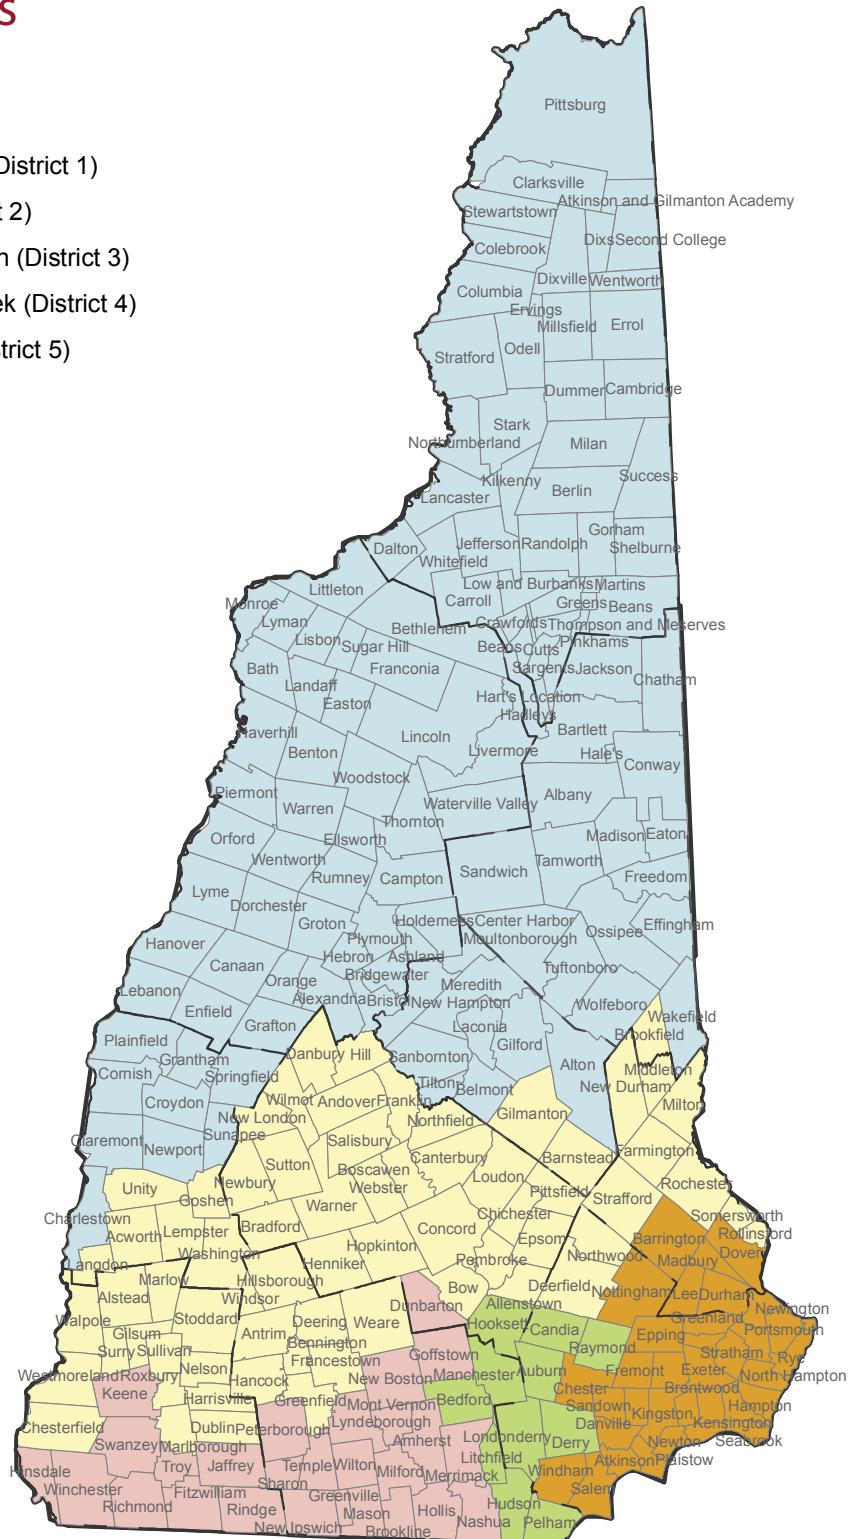 S
District 1)
t 2)
n (District 3)
ek (District 4)
trict 5)
Pittsburg
Clarksville
Atkinson and Gilmanton Academy
Stewartstown
Dixs
Second College
Colebrook
Dixville
Wentworth
Columbia
Ervings
Millsfield
Errol
Odell
Stratford
Dummer
Cambridge
Stark
Northumberland
Milan
Success
Kilkenny
Berlin
Lancaster
Gorham
Dalton
Jefferson
Randolph
Shelburne
Whitefield
Low and Burbanks
Martins
Littleton
Carroll
Greens
Beans
Monroe
Lyman
Bethlehem
Crawfords
Thompson and Meserves
Lisbon
Sugar Hill
Beans
Cutts
Pinkhams
Bath
Franconia
Sargents
Jackson
Chatham
Landaff
Easton
Hart's Location
Hadleys
Haverhill
Lincoln
Bartlett
Benton
Livermore
Hale's
Conway
Woodstock
Piermont
Warren
Waterville Valley
Albany
Thornton
Orford
Ellsworth
Madison
Eaton
Wentworth
Tamworth
Rumney
Campton
Sandwich
Freedom
Lyme
Dorchester
Groton
Holderness
Center Harbor
Effingham
Hanover
Plymouth
Moultonborough
Ossipee
Hebron
Ashland
Canaan
Bridgewater
Tuftonboro
Lebanon
Orange
Meredith
Alexandria
Bristol
New Hampton
Wolfeboro
Enfield
Grafton
Laconia
Wakefield
Plainfield
Gilford
Brookfield
Grantham
Danbury
Hill
Sanbornton
Alton
Middleton
Cornish
Springfield
Tilton
Belmont
New Durham
Croydon
Wilmot
Andover
Franklin
Milton
New London
Northfield
Gilmanton
Claremont
Sunapee
Salisbury
Newport
Canterbury
Barnstead
Farmington
Sutton
Boscawen
Loudon
Unity
Newbury
Webster
Pittsfield
Strafford
Rochester
Goshen
Warner
Chichester
Charlestown
Somersworth
Acworth
Lempster
Bradford
Concord
Rollinsford
Hopkinton
Epsom
Barrington
Dover
Langdon
Washington
Henniker
Pembroke
Northwood
Madbury
Marlow
Hillsborough
Bow
Deerfield
Nottingham
Lee
Durham
Alstead
Windsor
Dunbarton
Allenstown
Newington
Walpole
Stoddard
Deering
Weare
Hooksett
Candia
Greenland
Portsmouth
Gilsum
Antrim
Bennington
Epping
Surry
Sullivan
Francestown
Goffstown
Raymond
Stratham
Rye
Westmoreland
Roxbury
Nelson
Hancock
New Boston
Manchester
Auburn
Fremont
Exeter
North Hampton
Keene
Harrisville
Greenfield
Mont Vernon
Bedford
Chester
Brentwood
Chesterfield
Dublin
Peterborough
Lyndeborough
Sandown
Kingston
Hampton
Swanzey
Marlborough
Amherst
Londonderry
Danville
Kensington
Derry
Newton
Seabrook
Hinsdale
Troy
Jaffrey
Temple
Wilton
Milford
Litchfield
Windham
Atkinson
Plaistow
Winchester
Fitzwilliam
Sharon
Merrimack
Salem
Richmond
Rindge
Greenville
Mason
Hollis
Hudson
New Ipswich
Brookline
Nashua
Pelham